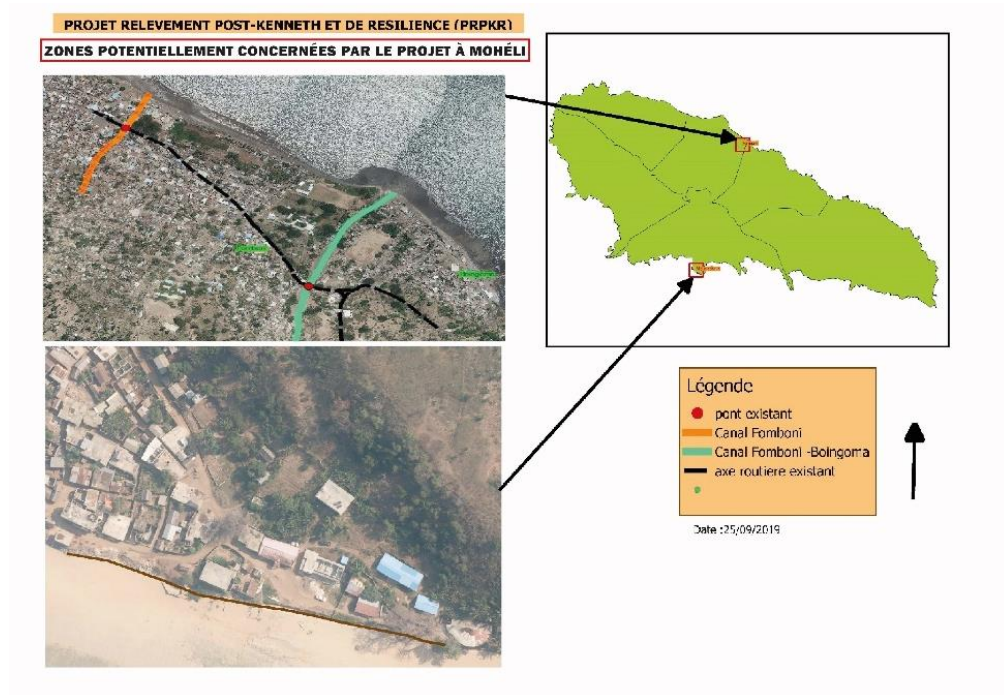 PROJET RELEVEMENT POST-KENNETH ET DE RESILIENCE (PRPKR)
ZONES POTENTIELLEMENT CONCERNÉES PAR LE PROJET À MOHÉLI
Légende
pont existant
Canal Fomboni
Canal Fomboni -Boingoma
axe routiere existant
Date :25/09/2019